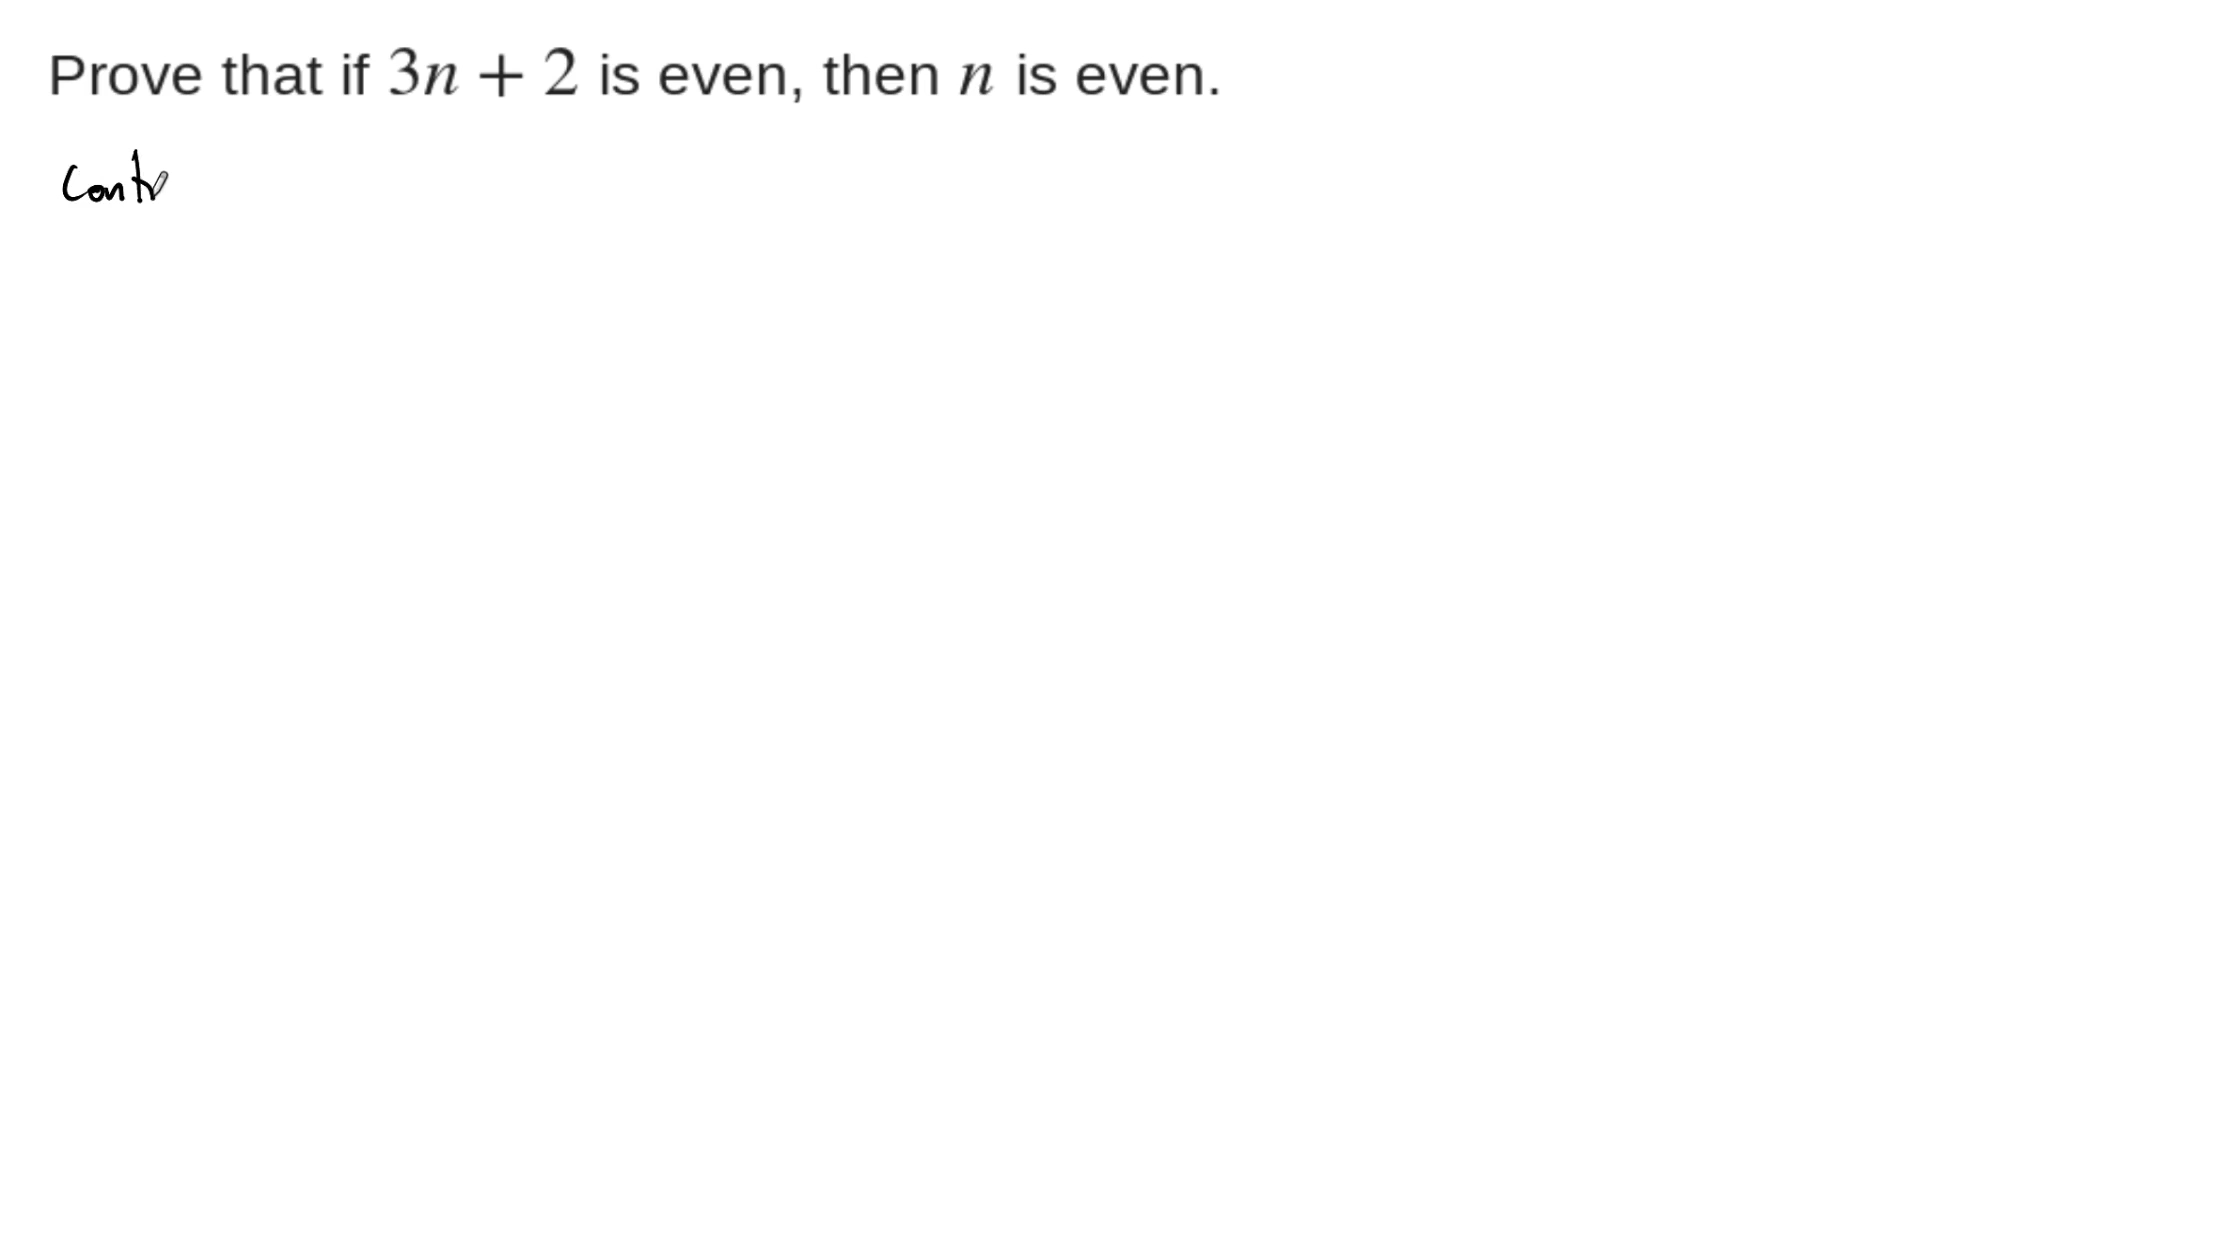 Prove that if 3n + 2 is even, then n is even.
Contr